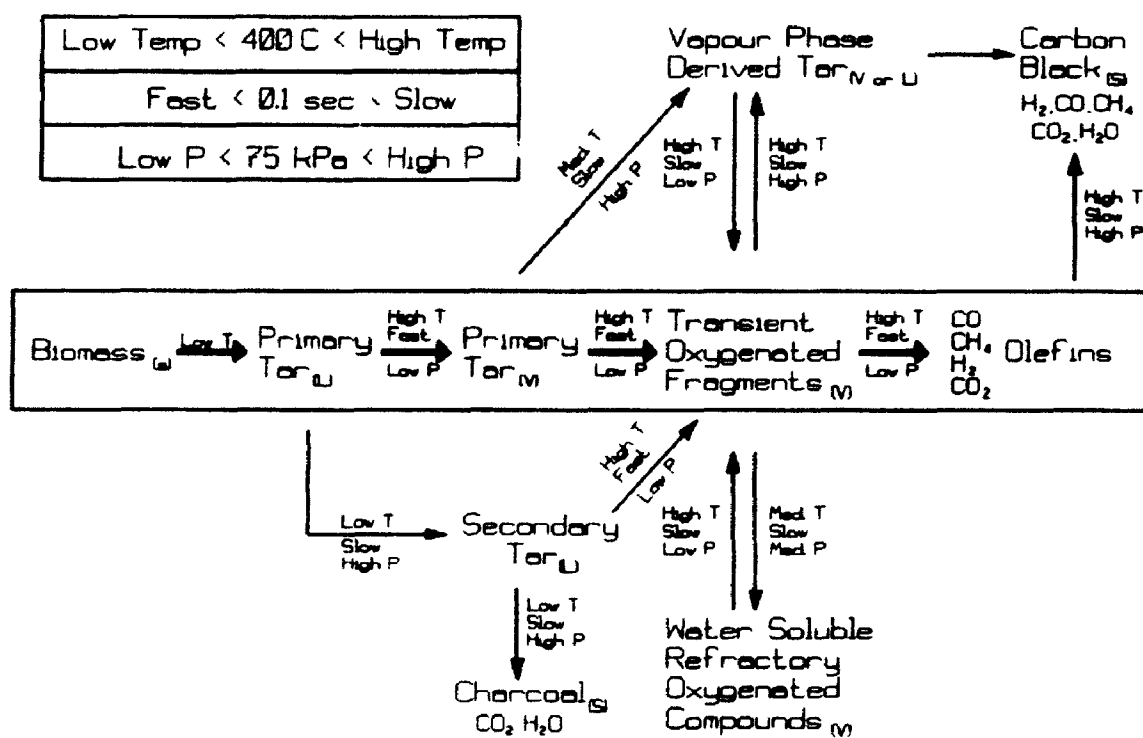 Low Temp < 400 C < High Temp
Fast < 0.1 sec ᑊ Slow
Low P < 75 kPa < High P
Vapour Phase
Derived Tar(V or L)
Carbon
Black(S)
H₂.CO.CH₄
CO₂.H₂O
Med. T
Slow
High P
High T
Slow
Low P
High T
Slow
High P
High T
Slow
High P
Biomass(s)
Low T
Primary
Tar(L)
High T
Fast
Low P
Primary
Tar(V)
High T
Fast
Low P
Transient
Oxygenated
Fragments(V)
High T
Fast
Low P
CO
CH₄
H₂
CO₂
Olefins
Low T
Slow
High P
Secondary
Tar(L)
High T
Fast
Low P
High T
Slow
Low P
Med. T
Slow
Med. P
Low T
Slow
High P
Charcoal(S)
CO₂ H₂O
Water Soluble
Refractory
Oxygenated
Compounds(V)